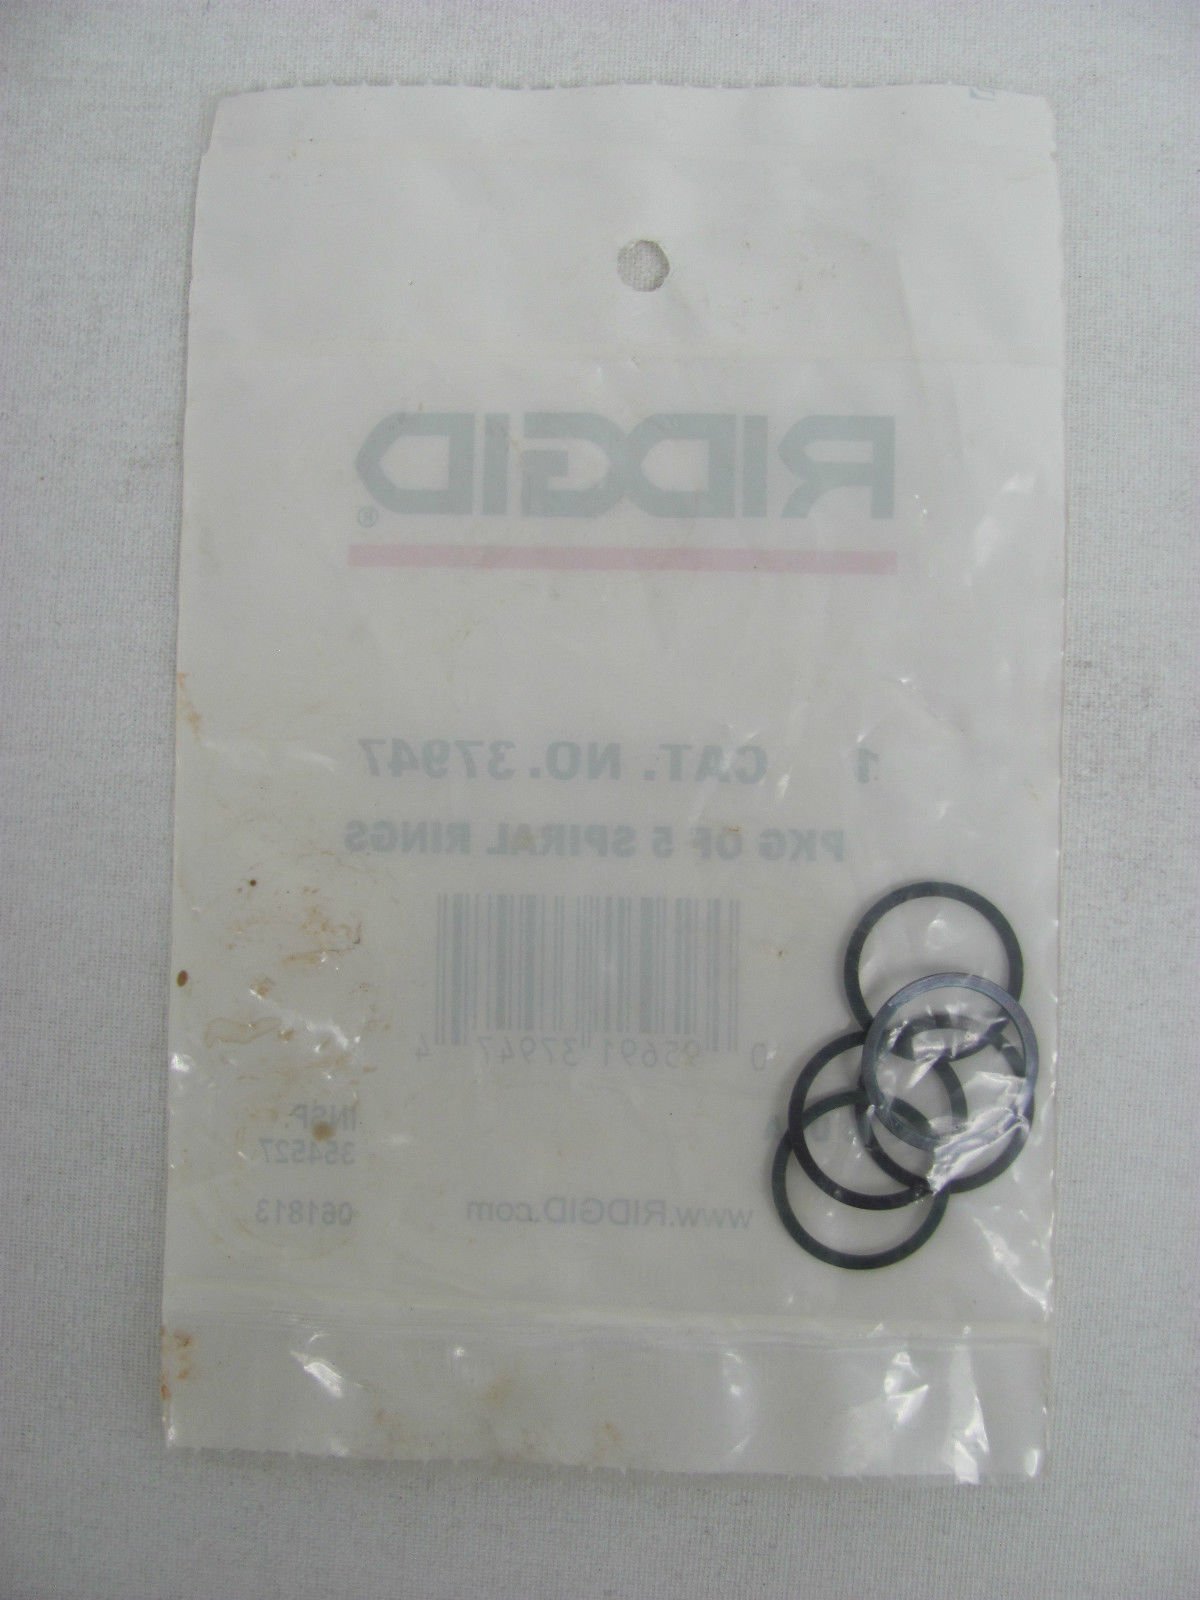 RIDGID®
1 CAT. NO. 37947
PKG OF 5 SPIRAL RINGS
0 95691 37947 4
INSP.
354527
www.RIDGID.com
061813